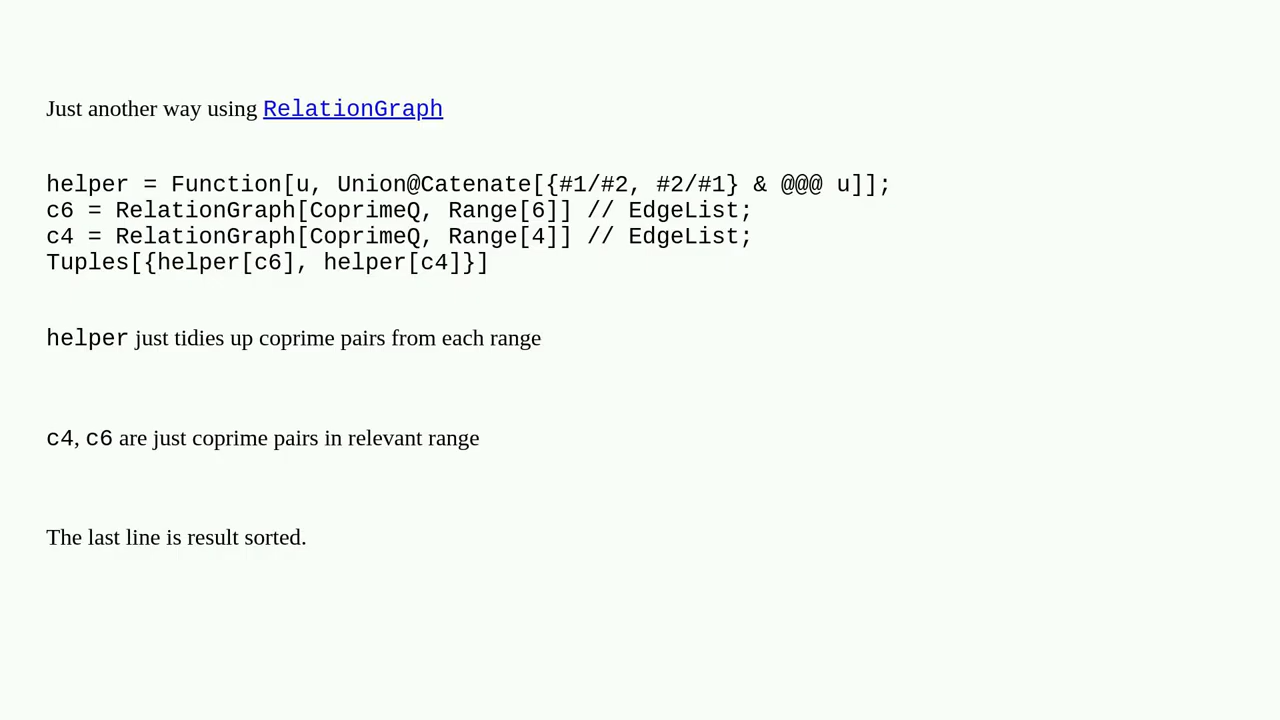 Just another way using RelationGraph
helper = Function[u, Union@Catenate[{#1/#2, #2/#1} & @@@ u]];
c6 = RelationGraph[CoprimeQ, Range[6]] // EdgeList;
c4 = RelationGraph[CoprimeQ, Range[4]] // EdgeList;
Tuples[{helper[c6], helper[c4]}]
helper just tidies up coprime pairs from each range
c4, c6 are just coprime pairs in relevant range
The last line is result sorted.